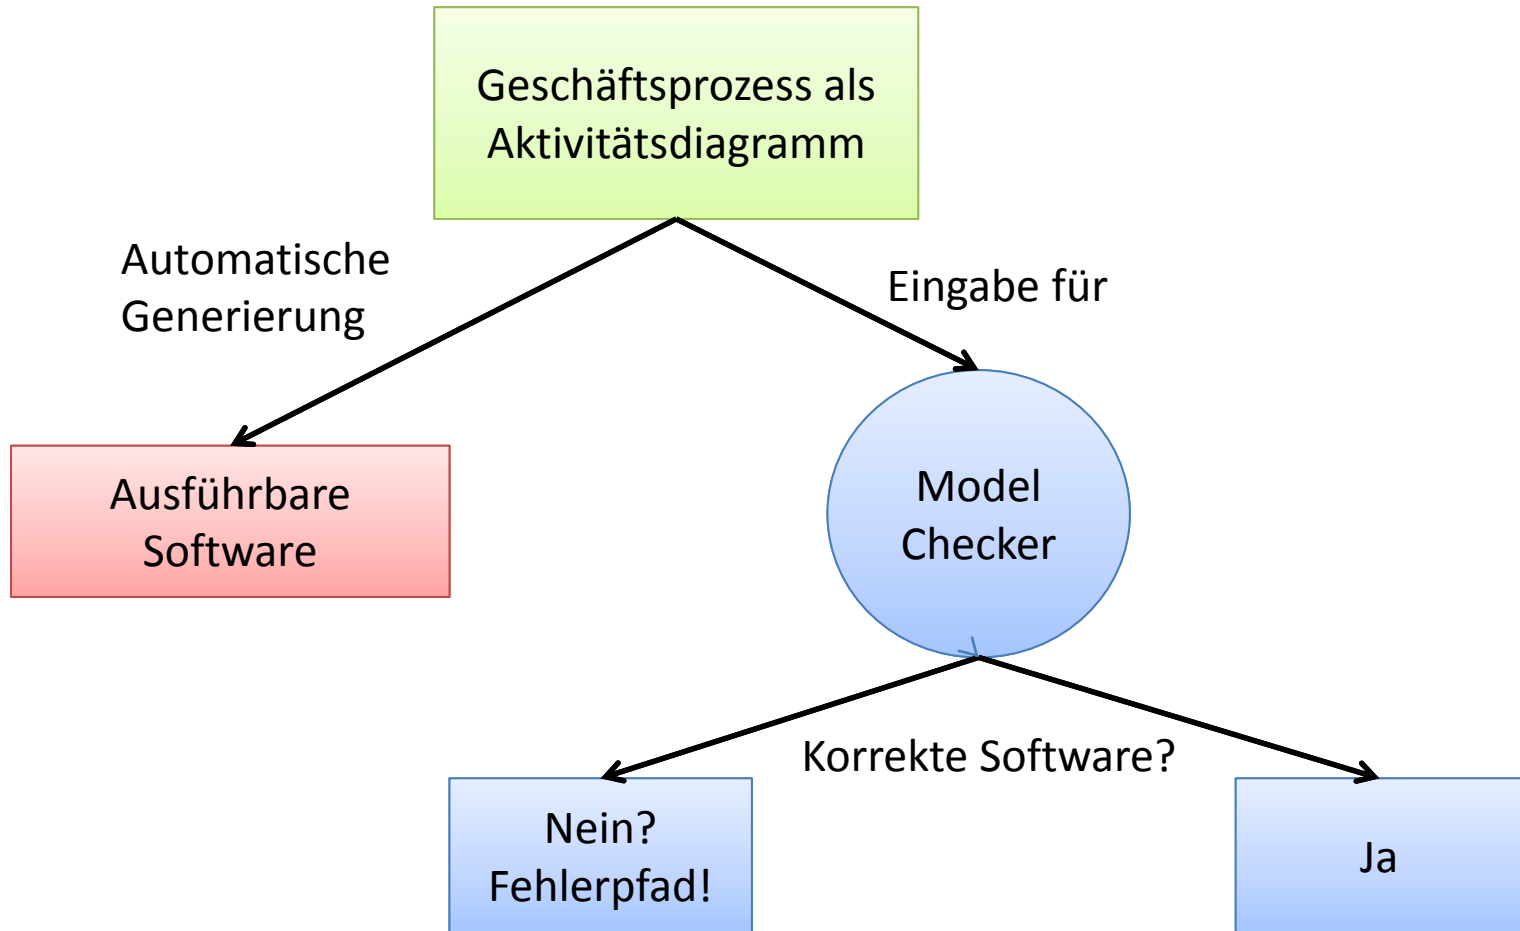 Geschäftsprozess als
Aktivitätsdiagramm
Automatische
Generierung
Eingabe für
Ausführbare
Software
Model
Checker
Korrekte Software?
Nein?
Fehlerpfad!
Ja